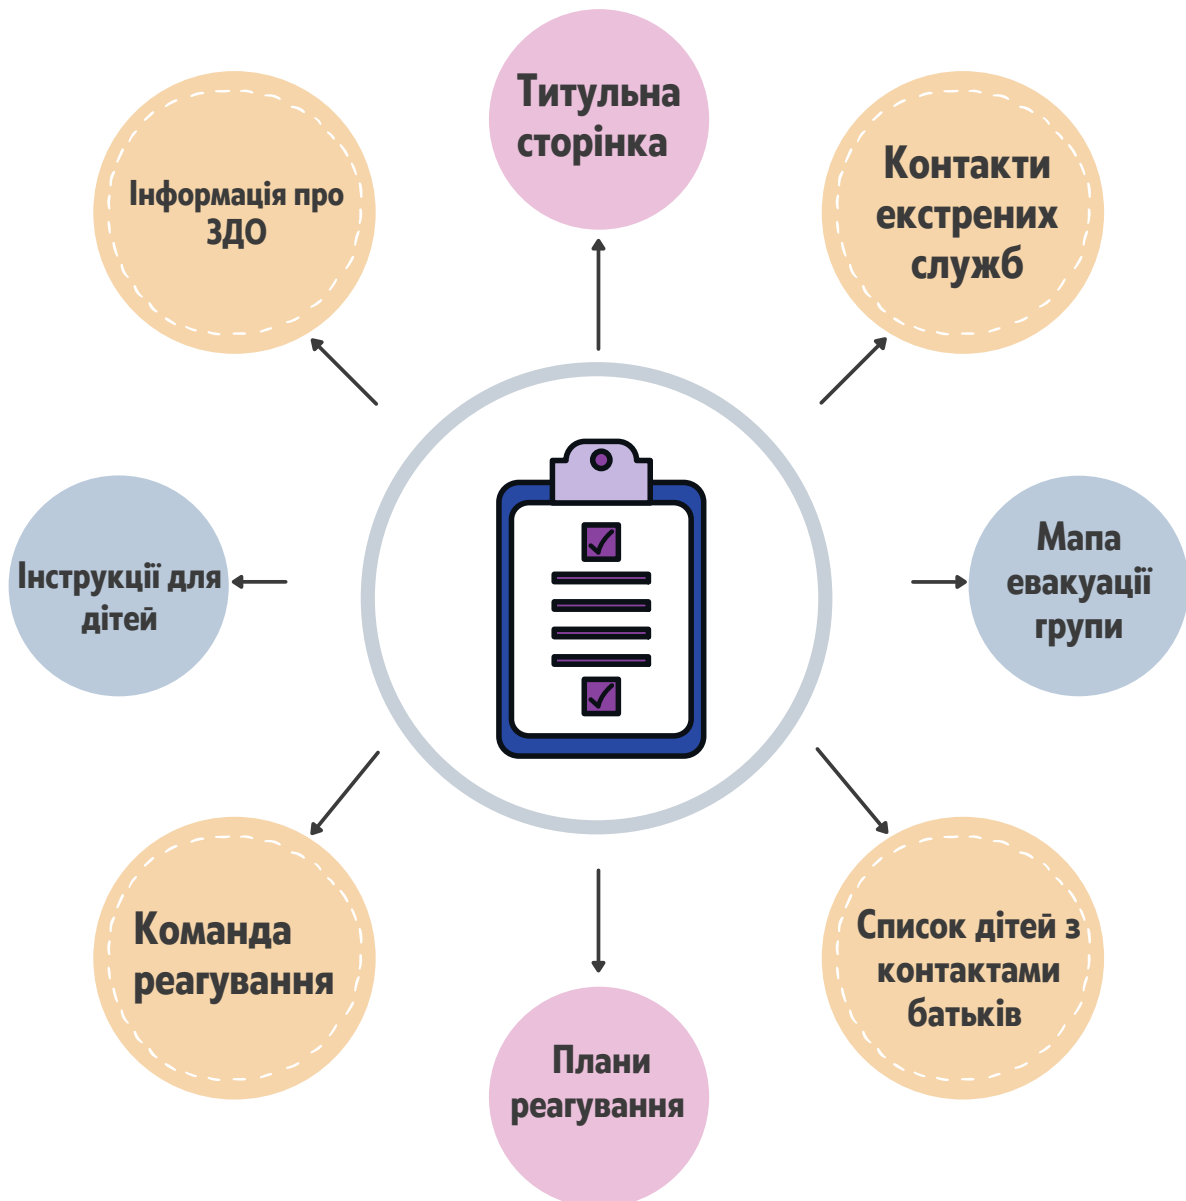 Титульна
сторінка
Контакти
екстрених
служб
Інформація про
ЗДО
Мапа
евакуації
групи
Інструкції для
дітей
Список дітей з
контактами
батьків
Команда
реагування
Плани
реагування